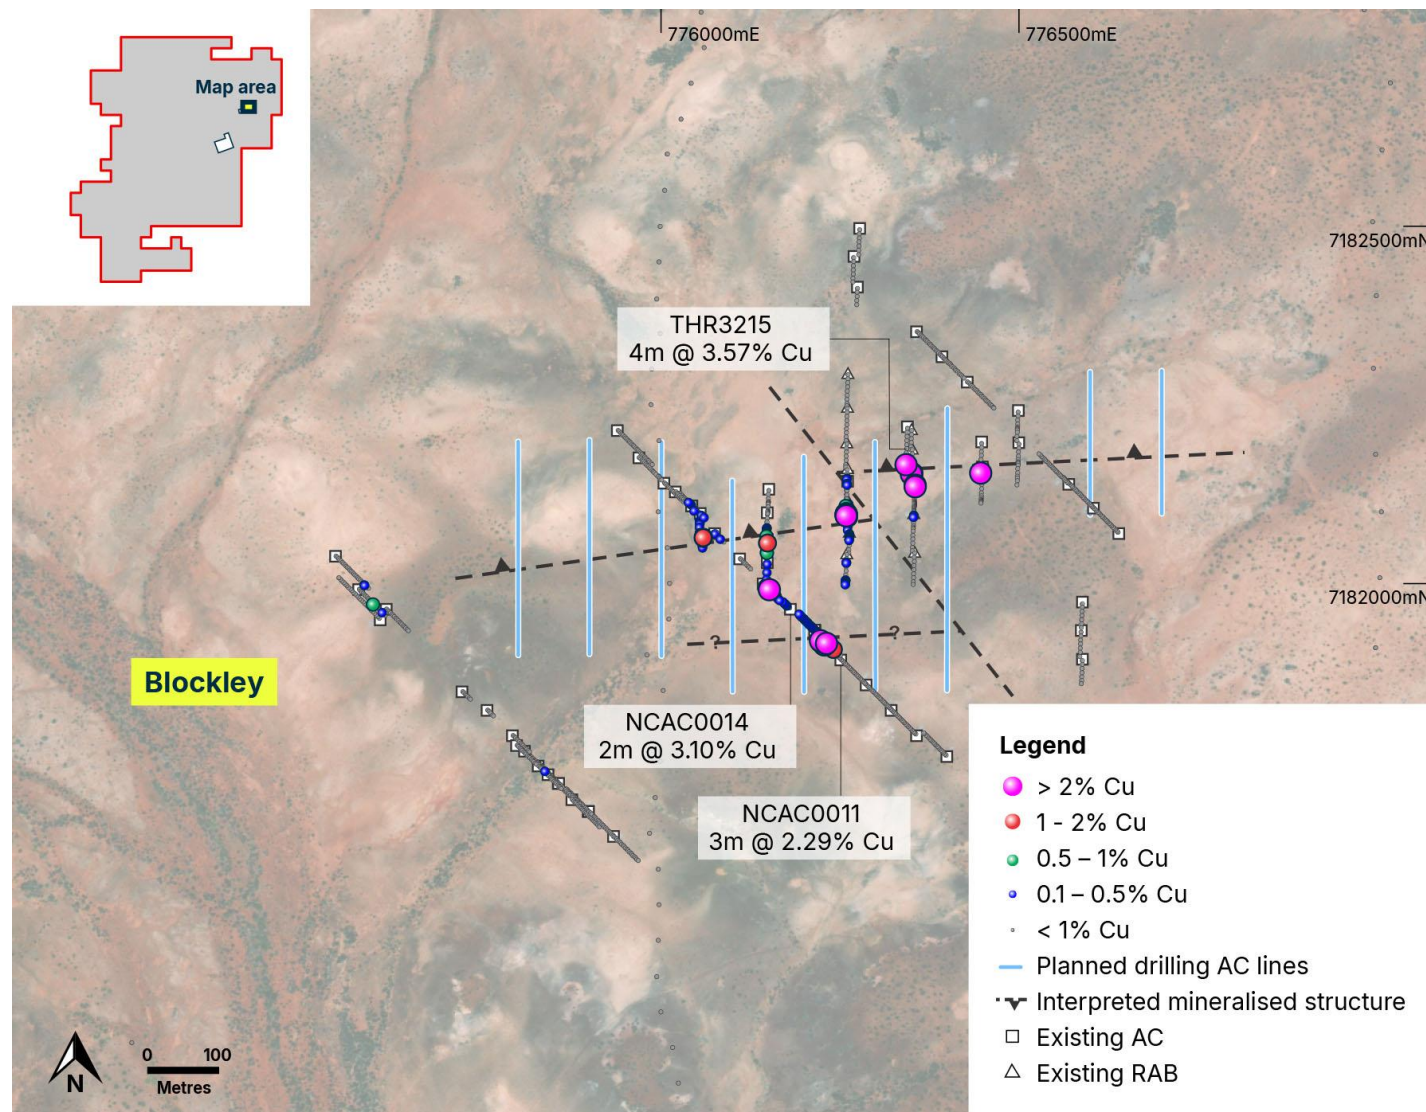 Map area
776000mE
776500mE
7182500mN
THR3215
4m @ 3.57% Cu
7182000mN
?
?
Blockley
NCAC0014
2m @ 3.10% Cu
NCAC0011
3m @ 2.29% Cu
Legend
> 2% Cu
1 - 2% Cu
0.5 – 1% Cu
0.1 – 0.5% Cu
< 1% Cu
Planned drilling AC lines
Interpreted mineralised structure
Existing AC
Existing RAB
N
0 100
Metres